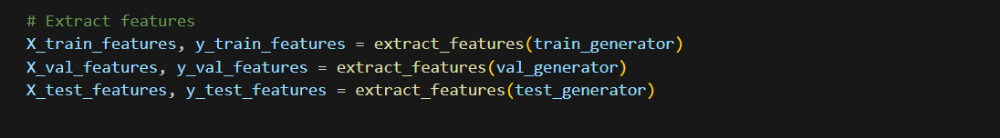 # Extract features
X_train_features, y_train_features = extract_features(train_generator)
X_val_features, y_val_features = extract_features(val_generator)
X_test_features, y_test_features = extract_features(test_generator)